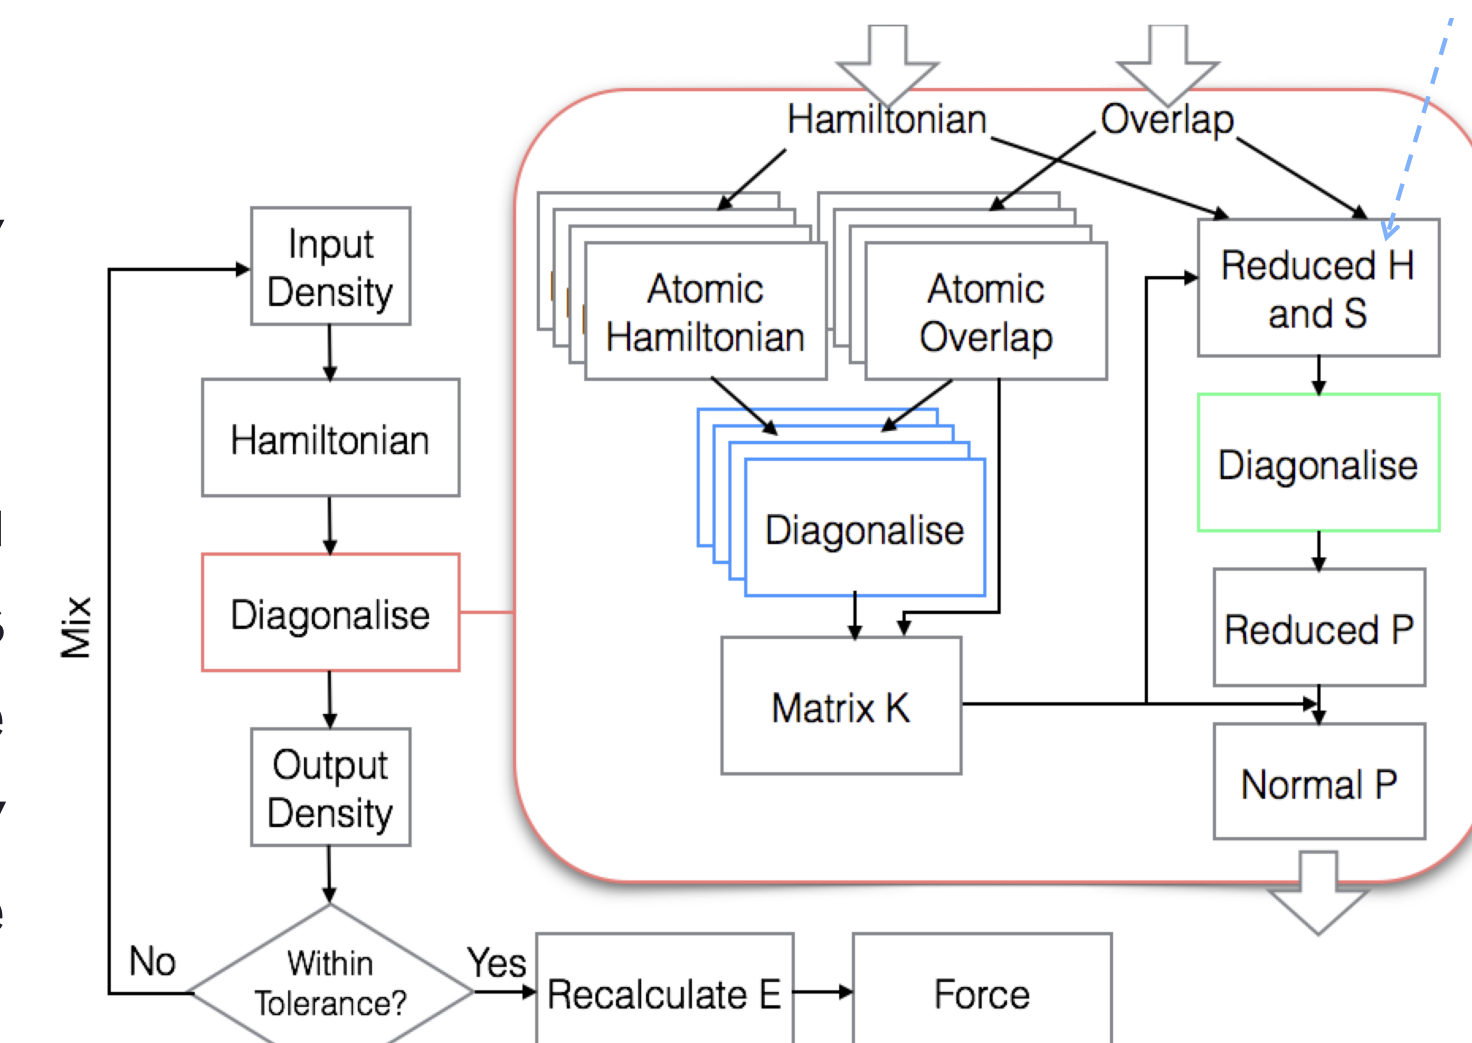 Hamiltonian
Overlap
Input
Density
Atomic
Hamiltonian
Atomic
Overlap
Reduced H
and S
Hamiltonian
Diagonalise
Diagonalise
Mix
Diagonalise
Reduced P
Matrix K
Output
Density
Normal P
No
Within
Tolerance?
Yes
Recalculate E
Force